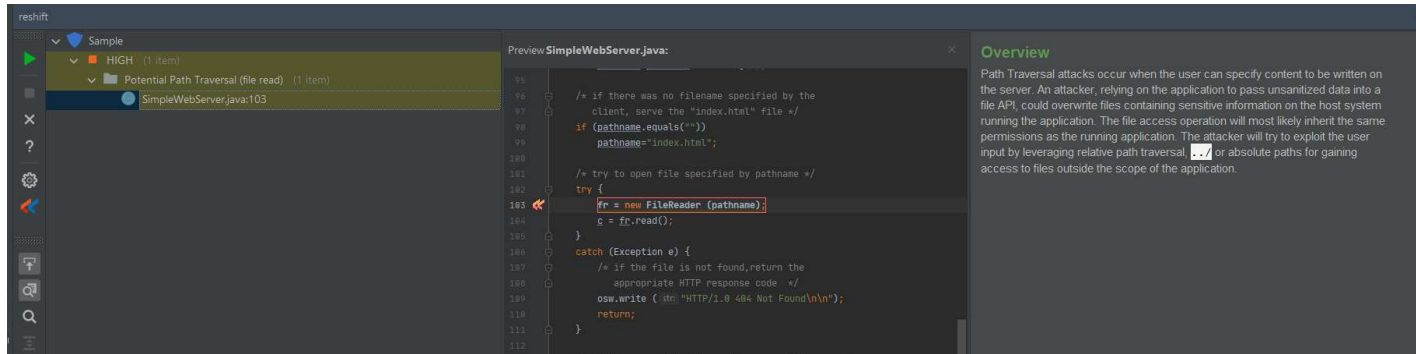 reshift
Sample
HIGH (1 item)
Potential Path Traversal (file read) (1 item)
SimpleWebServer.java:103
Preview SimpleWebServer.java:
95
96 /* if there was no filename specified by the
97 client, serve the "index.html" file */
98 if (pathname.equals(""))
99 pathname="index.html";
100
101 /* try to open file specified by pathname */
102 try {
103 fr = new FileReader (pathname);
104 c = fr.read();
105 }
106 catch (Exception e) {
107 /* if the file is not found,return the
108 appropriate HTTP response code */
109 osw.write ( str: "HTTP/1.0 404 Not Found\n\n");
110 return;
111 }
112
Overview
Path Traversal attacks occur when the user can specify content to be written on
the server. An attacker, relying on the application to pass unsanitized data into a
file API, could overwrite files containing sensitive information on the host system
running the application. The file access operation will most likely inherit the same
permissions as the running application. The attacker will try to exploit the user
input by leveraging relative path traversal, ../ or absolute paths for gaining
access to files outside the scope of the application.